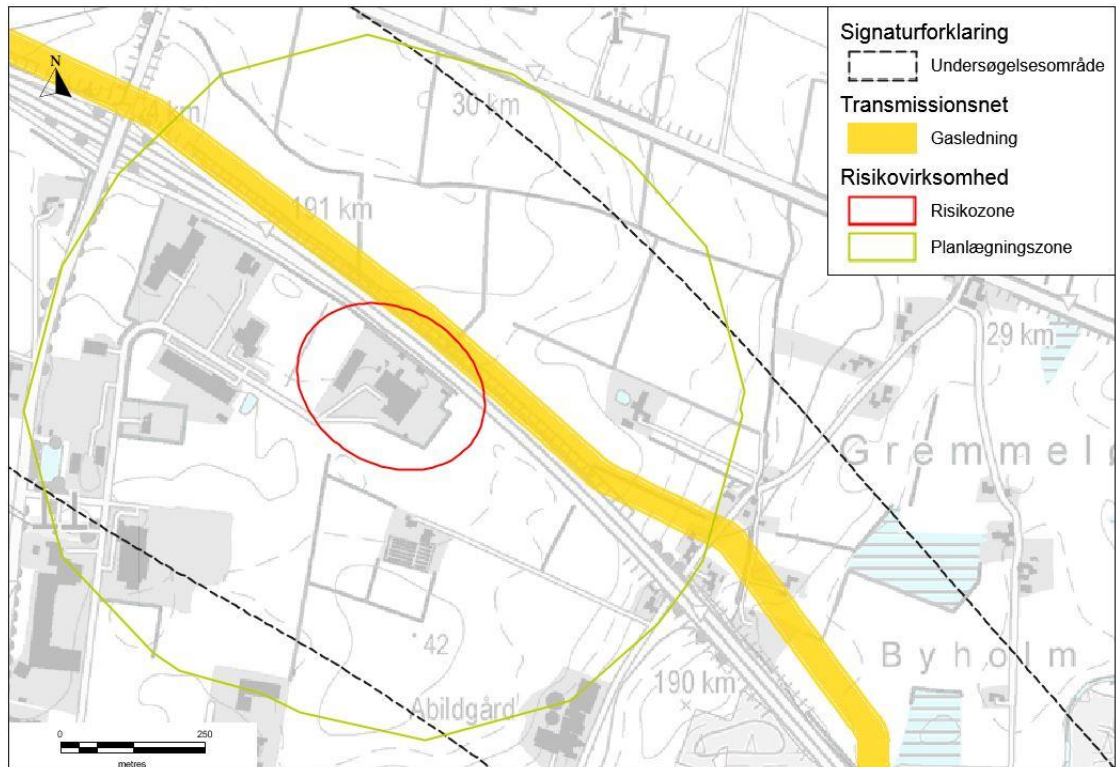 Signaturforklaring
Undersøgelsesområde
Transmissionsnet
Gasledning
Risikovirksomhed
Risikozone
Planlægningszone
N
30 km
191 km
29 km
Byholm
42
190 km
Abildgård
0 250
metres